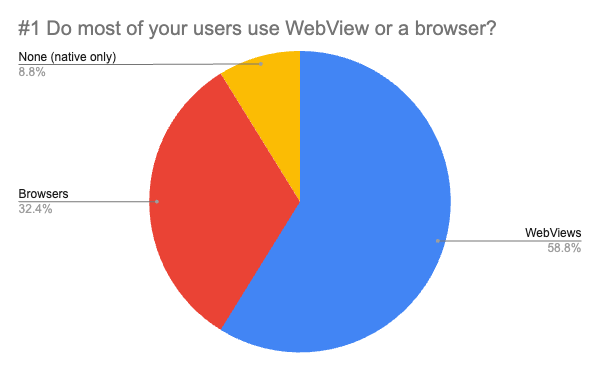 #1 Do most of your users use WebView or a browser?
None (native only)
8.8%
Browsers
32.4%
WebViews
58.8%